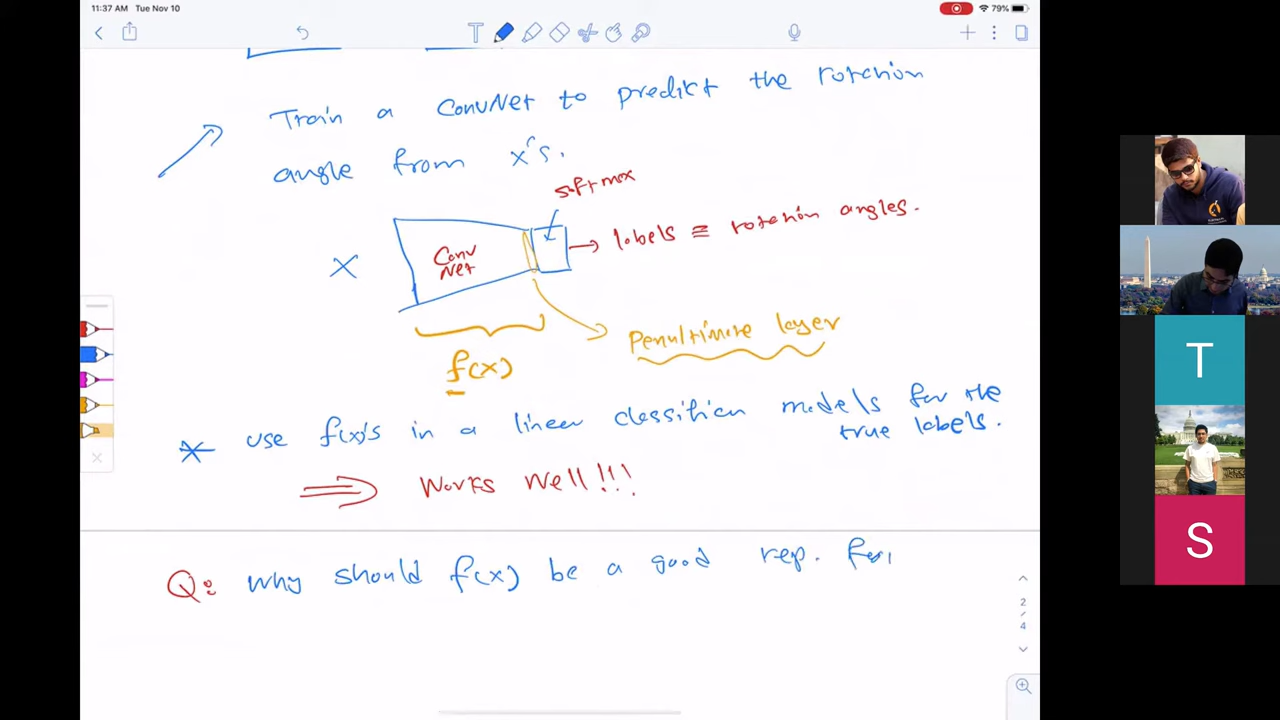 11:37 AM Tue Nov 10
79%
Train a ConvNet to predict the rotation
angle from x's.
softmax
X
Conv
Net
→ labels ≅ rotation angles.
Penultimate layer
f(x)
* use f(x)'s in a linear classification models for the
true labels.
⇒ Works well!!!
Q: why should f(x) be a good rep. for
2
/
4
T
S